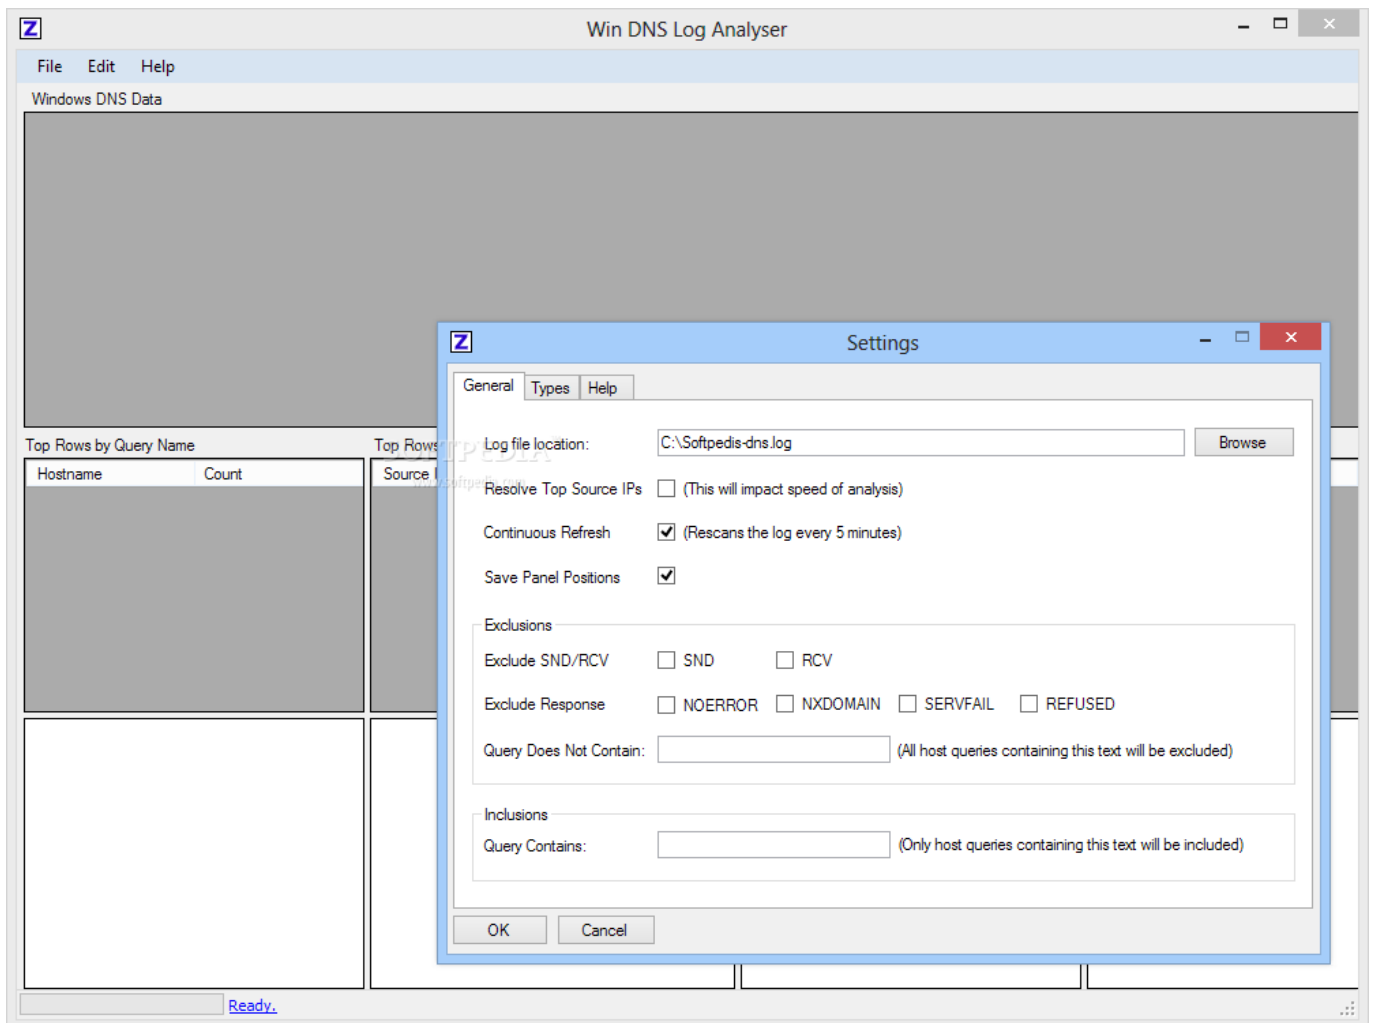 Z Win DNS Log Analyser
File Edit Help
Windows DNS Data
Z Settings
General Types Help
Top Rows by Query Name Top Rows
SOFTPEDIA
www.softpedia.com
Log file location: C:\Softpedis-dns.log Browse
Hostname Count Source
Resolve Top Source IPs (This will impact speed of analysis)
Continuous Refresh (Rescans the log every 5 minutes)
Save Panel Positions
Exclusions
Exclude SND/RCV SND RCV
Exclude Response NOERROR NXDOMAIN SERVFAIL REFUSED
Query Does Not Contain: (All host queries containing this text will be excluded)
Inclusions
Query Contains: (Only host queries containing this text will be included)
OK Cancel
Ready.